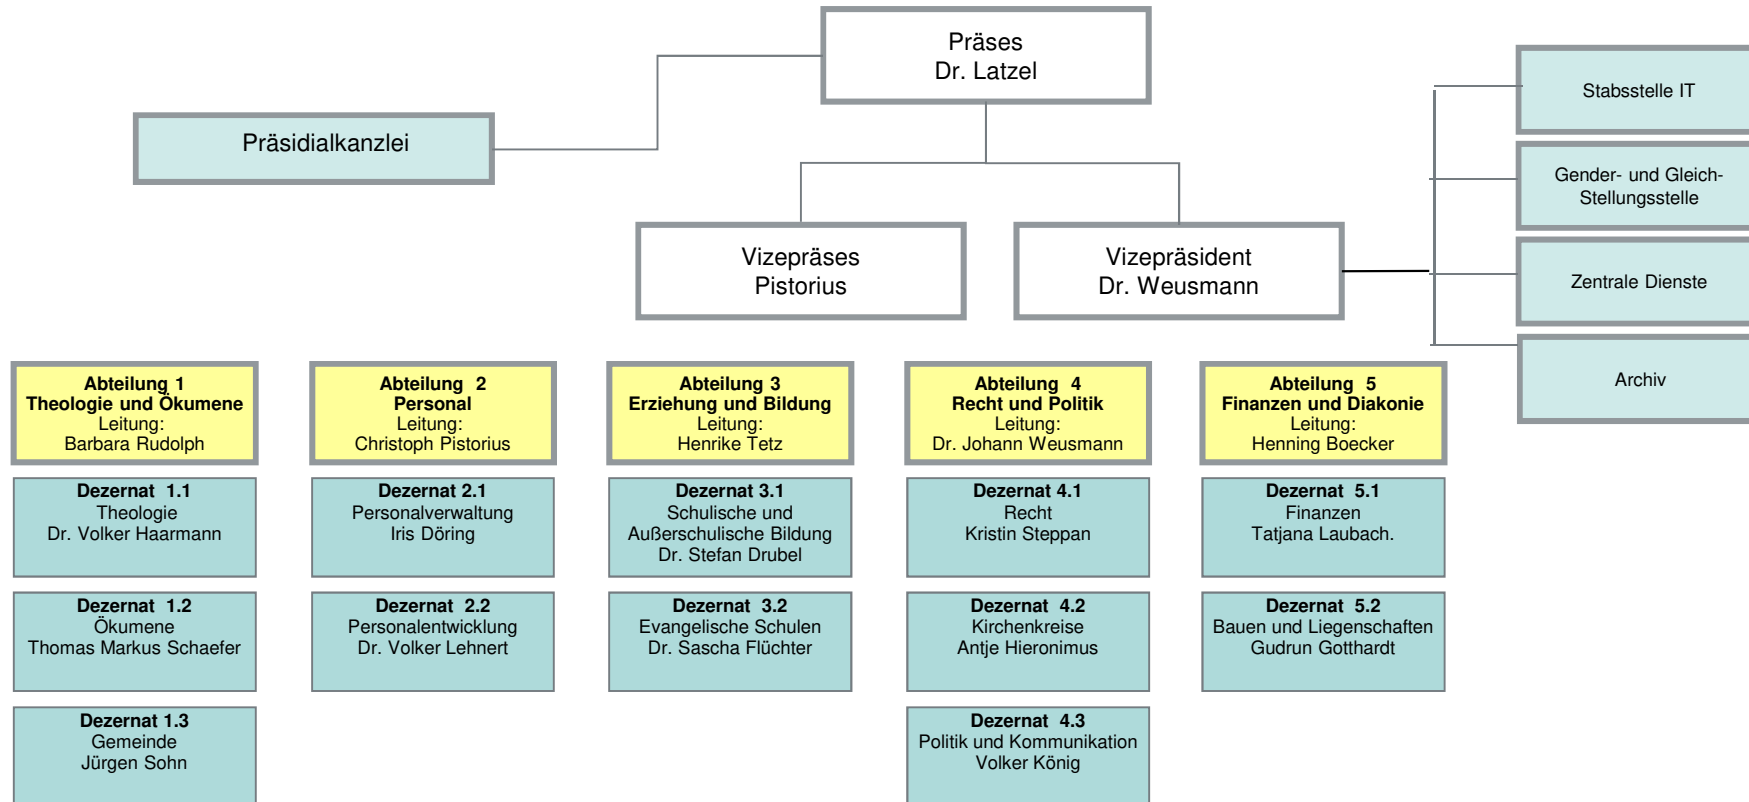 Präses
Dr. Latzel
Präsidialkanzlei
Vizepräses
Pistorius
Vizepräsident
Dr. Weusmann
Stabsstelle IT
Gender- und Gleich-
Stellungsstelle
Zentrale Dienste
Archiv
Abteilung 1
Theologie und Ökumene
Leitung:
Barbara Rudolph
Dezernat 1.1
Theologie
Dr. Volker Haarmann
Dezernat 1.2
Ökumene
Thomas Markus Schaefer
Dezernat 1.3
Gemeinde
Jürgen Sohn
Abteilung 2
Personal
Leitung:
Christoph Pistorius
Dezernat 2.1
Personalverwaltung
Iris Döring
Dezernat 2.2
Personalentwicklung
Dr. Volker Lehnert
Abteilung 3
Erziehung und Bildung
Leitung:
Henrike Tetz
Dezernat 3.1
Schulische und
Außerschulische Bildung
Dr. Stefan Drubel
Dezernat 3.2
Evangelische Schulen
Dr. Sascha Flüchter
Abteilung 4
Recht und Politik
Leitung:
Dr. Johann Weusmann
Dezernat 4.1
Recht
Kristin Steppan
Dezernat 4.2
Kirchenkreise
Antje Hieronimus
Dezernat 4.3
Politik und Kommunikation
Volker König
Abteilung 5
Finanzen und Diakonie
Leitung:
Henning Boecker
Dezernat 5.1
Finanzen
Tatjana Laubach.
Dezernat 5.2
Bauen und Liegenschaften
Gudrun Gotthardt